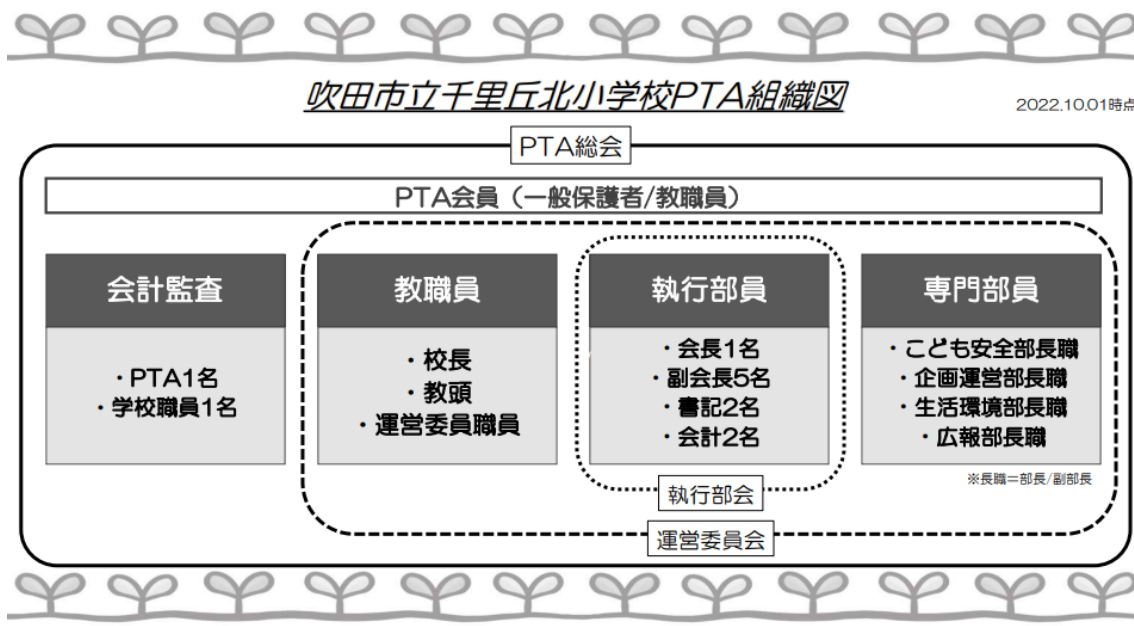 吹田市立千里丘北小学校PTA組織図
2022.10.01時点
PTA総会
PTA会員（一般保護者/教職員）
会計監査
・PTA1名
・学校職員1名
教職員
・校長
・教頭
・運営委員職員
執行部員
・会長1名
・副会長5名
・書記2名
・会計2名
専門部員
・こども安全部長職
・企画運営部長職
・生活環境部長職
・広報部長職
※長職＝部長/副部長
執行部会
運営委員会